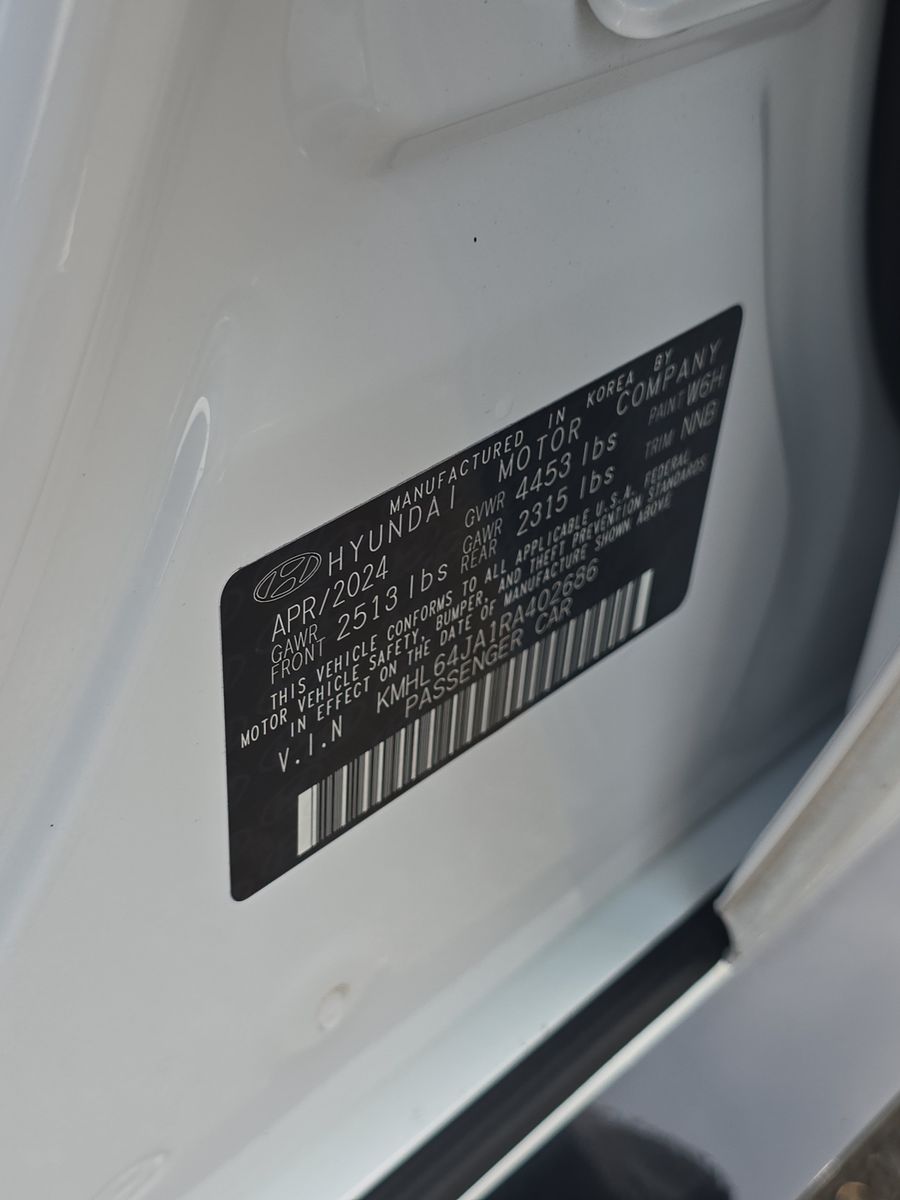 MANUFACTURED IN KOREA BY
HYUNDAI MOTOR COMPANY
APR/2024 GVWR 4453 lbs PAINT W6H
GAWR FRONT 2513 lbs GAWR REAR 2315 lbs TRIM NNB
THIS VEHICLE CONFORMS TO ALL APPLICABLE U.S.A. FEDERAL
MOTOR VEHICLE SAFETY, BUMPER, AND THEFT PREVENTION STANDARDS
IN EFFECT ON THE DATE OF MANUFACTURE SHOWN ABOVE
V.I.N KMHL64JA1RA402686
PASSENGER CAR